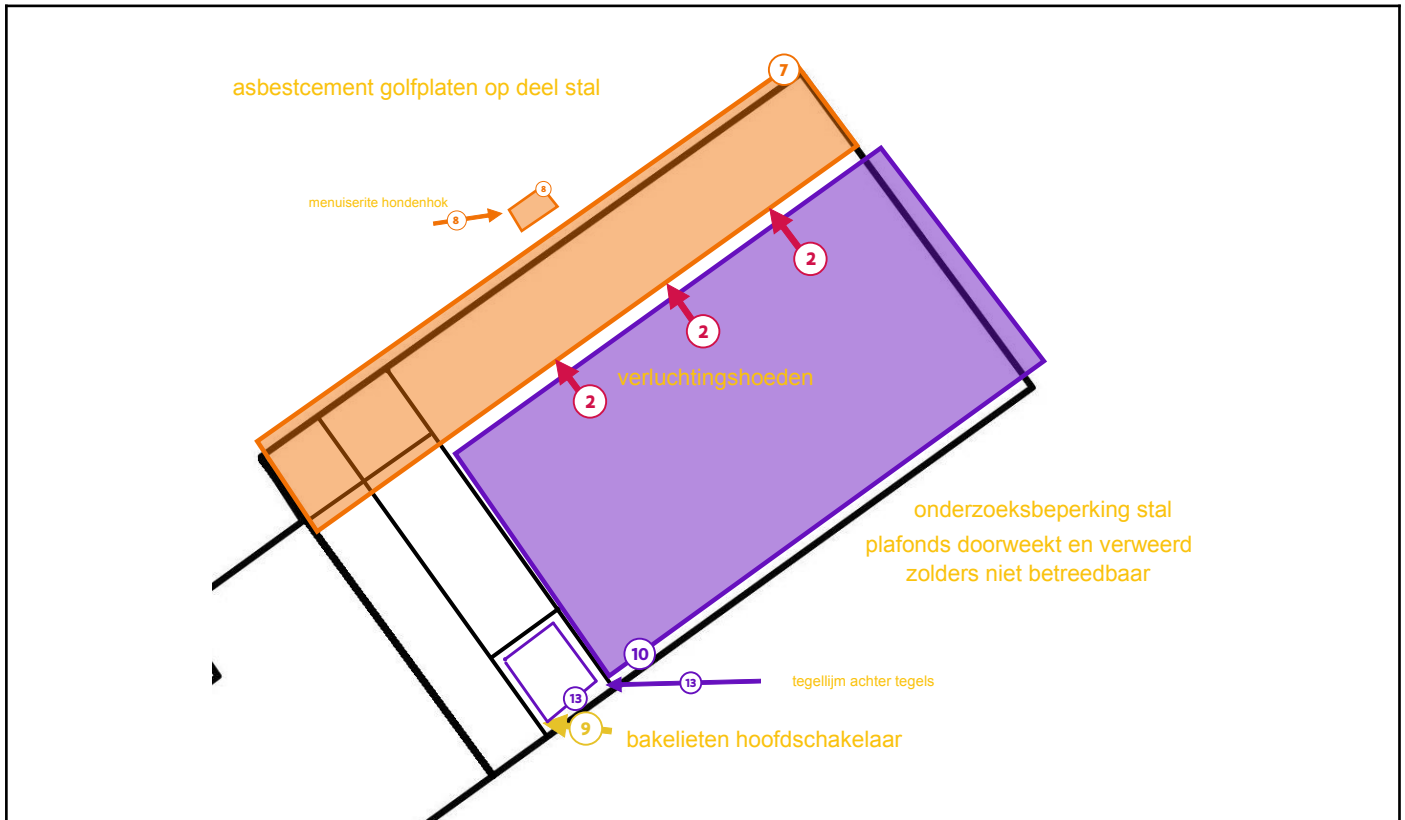 7
asbestcement golfplaten op deel stal
8
menuiserite hondenhok
8
2
2
verluchtingshoeden
2
onderzoeksbeperking stal
plafonds doorweekt en verweerd
zolders niet betreedbaar
10
13
tegellijm achter tegels
13
9
bakelieten hoofdschakelaar